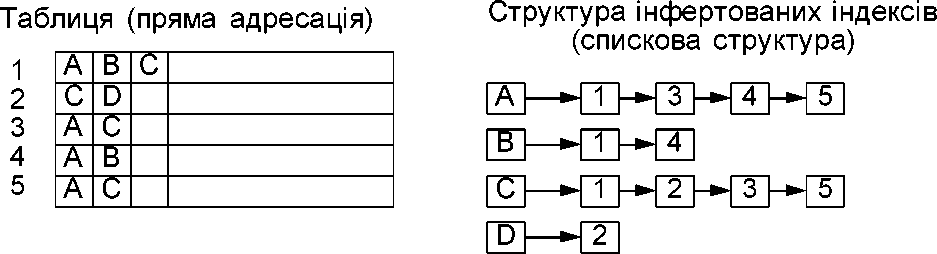 Таблиця (пряма адресація)
1 A B C
2 C D
3 A C
4 A B
5 A C
Структура інфертованих індексів
(спискова структура)
A 1 3 4 5
B 1 4
C 1 2 3 5
D 2